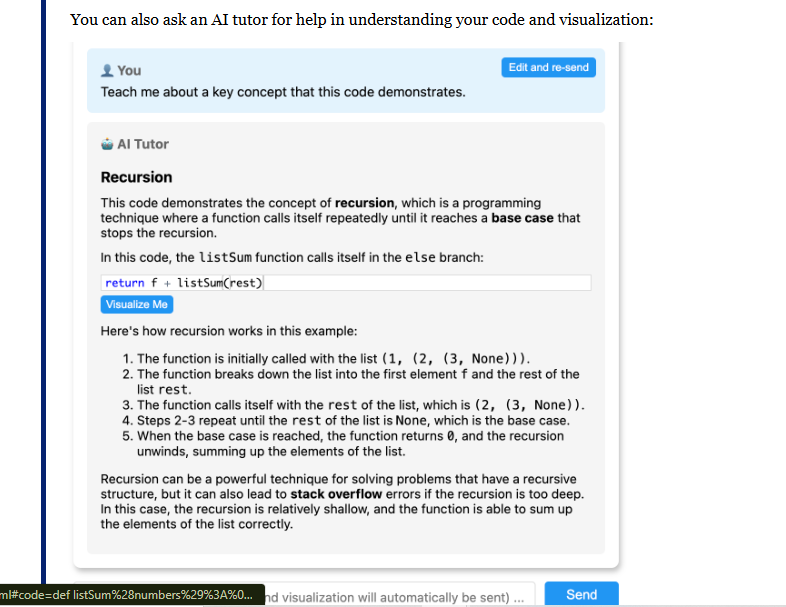 You can also ask an AI tutor for help in understanding your code and visualization:
You
Edit and re-send
Teach me about a key concept that this code demonstrates.
AI Tutor
Recursion
This code demonstrates the concept of recursion, which is a programming
technique where a function calls itself repeatedly until it reaches a base case that
stops the recursion.
In this code, the listSum function calls itself in the else branch:
return f + listSum(rest)
Visualize Me
Here's how recursion works in this example:
1. The function is initially called with the list (1, (2, (3, None))).
2. The function breaks down the list into the first element f and the rest of the
list rest.
3. The function calls itself with the rest of the list, which is (2, (3, None)).
4. Steps 2-3 repeat until the rest of the list is None, which is the base case.
5. When the base case is reached, the function returns 0, and the recursion
unwinds, summing up the elements of the list.
Recursion can be a powerful technique for solving problems that have a recursive
structure, but it can also lead to stack overflow errors if the recursion is too deep.
In this case, the recursion is relatively shallow, and the function is able to sum up
the elements of the list correctly.
ml#code=def listSum%28numbers%29%3A%0...
nd visualization will automatically be sent) ...
Send